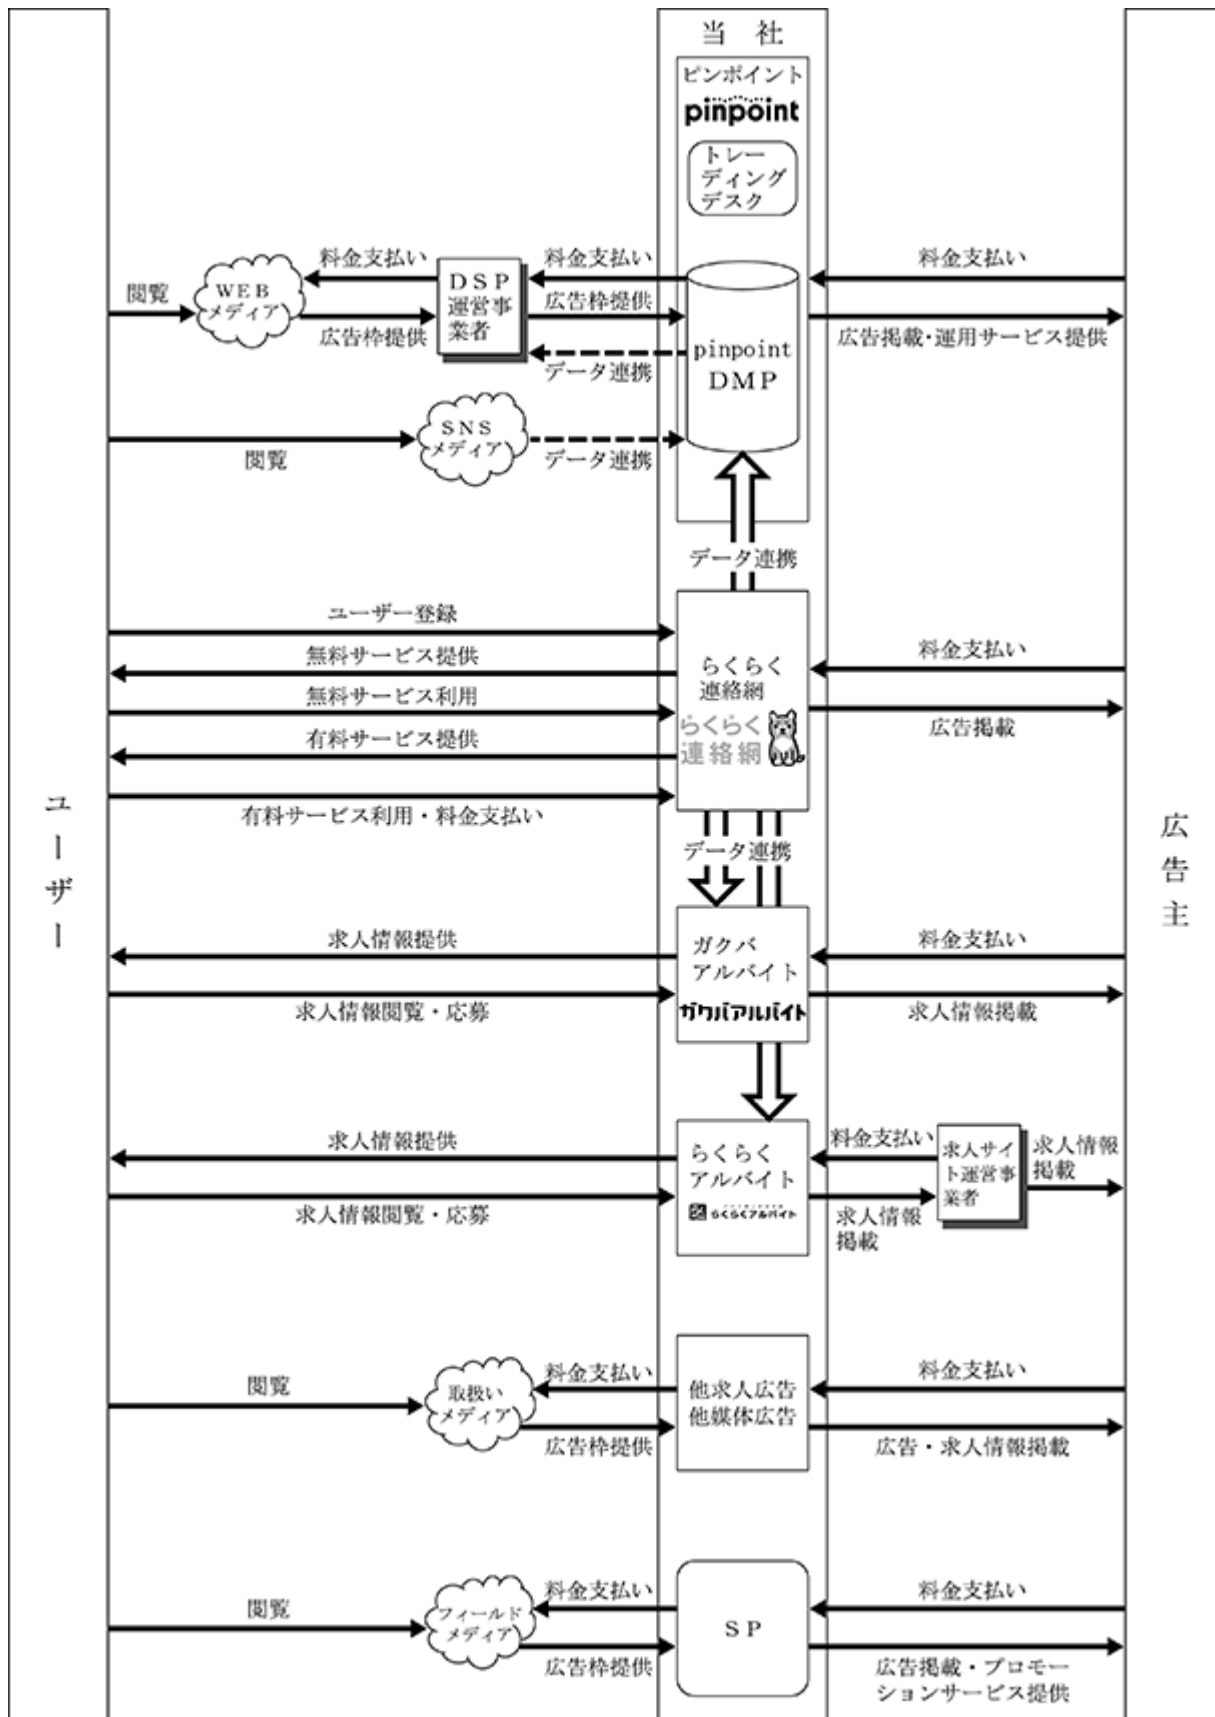 当 社
ピンポイント
pinpoint
トレー
ディング
デスク
料金支払い
料金支払い
料金支払い
閲覧
WEB
メディア
DSP
運営事
業者
広告枠提供
広告枠提供
広告掲載・運用サービス提供
pinpoint
DMP
データ連携
SNS
メディア
閲覧
データ連携
データ連携
ユーザー登録
無料サービス提供
無料サービス利用
有料サービス提供
有料サービス利用・料金支払い
らくらく
連絡網
らくらく
連絡網
料金支払い
広告掲載
ユーザー
広告主
データ連携
求人情報提供
求人情報閲覧・応募
ガクバ
アルバイト
ガクバアルバイト
料金支払い
求人情報掲載
求人情報提供
求人情報閲覧・応募
らくらく
アルバイト
らくらくアルバイト
料金支払い
求人情報
掲載
求人サイ
ト運営事
業者
求人情報
掲載
閲覧
取扱い
メディア
料金支払い
広告枠提供
他求人広告
他媒体広告
料金支払い
広告・求人情報掲載
閲覧
フィールド
メディア
料金支払い
広告枠提供
SP
料金支払い
広告掲載・プロモー
ションサービス提供